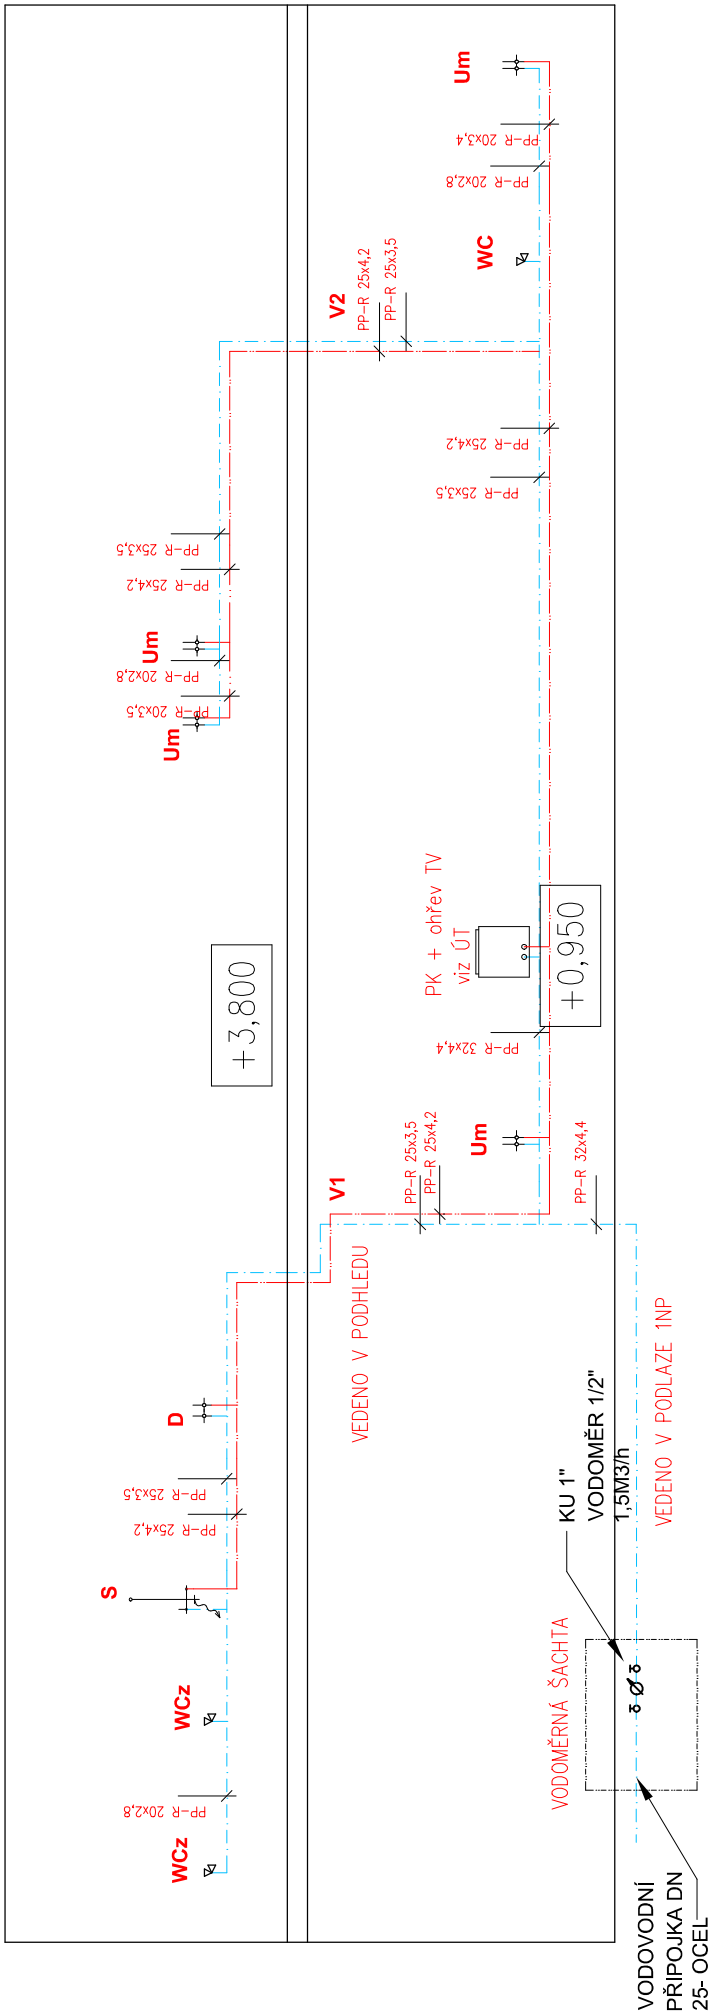 Um
PP-R 20x3,4
PP-R 20x2,8
WC
V2
PP-R 25x4,2
PP-R 25x3,5
PP-R 25x4,2
PP-R 25x3,5
PP-R 25x3,5
PP-R 25x4,2
Um
PP-R 20x2,8
PP-R 20x3,5
Um
PK + ohřev TV
viz ÚT
+0,950
+3,800
PP-R 32x4,4
Um
PP-R 25x3,5
PP-R 25x4,2
PP-R 32x4,4
V1
VEDENO V PODHLEDU
D
PP-R 25x3,5
PP-R 25x4,2
S
WCz
PP-R 20x2,8
WCz
KU 1"
VODOMĚR 1/2"
1,5M3/h
VEDENO V PODLAZE 1NP
VODOMĚRNÁ ŠACHTA
VODOVODNÍ
PŘIPOJKA DN
25- OCEL